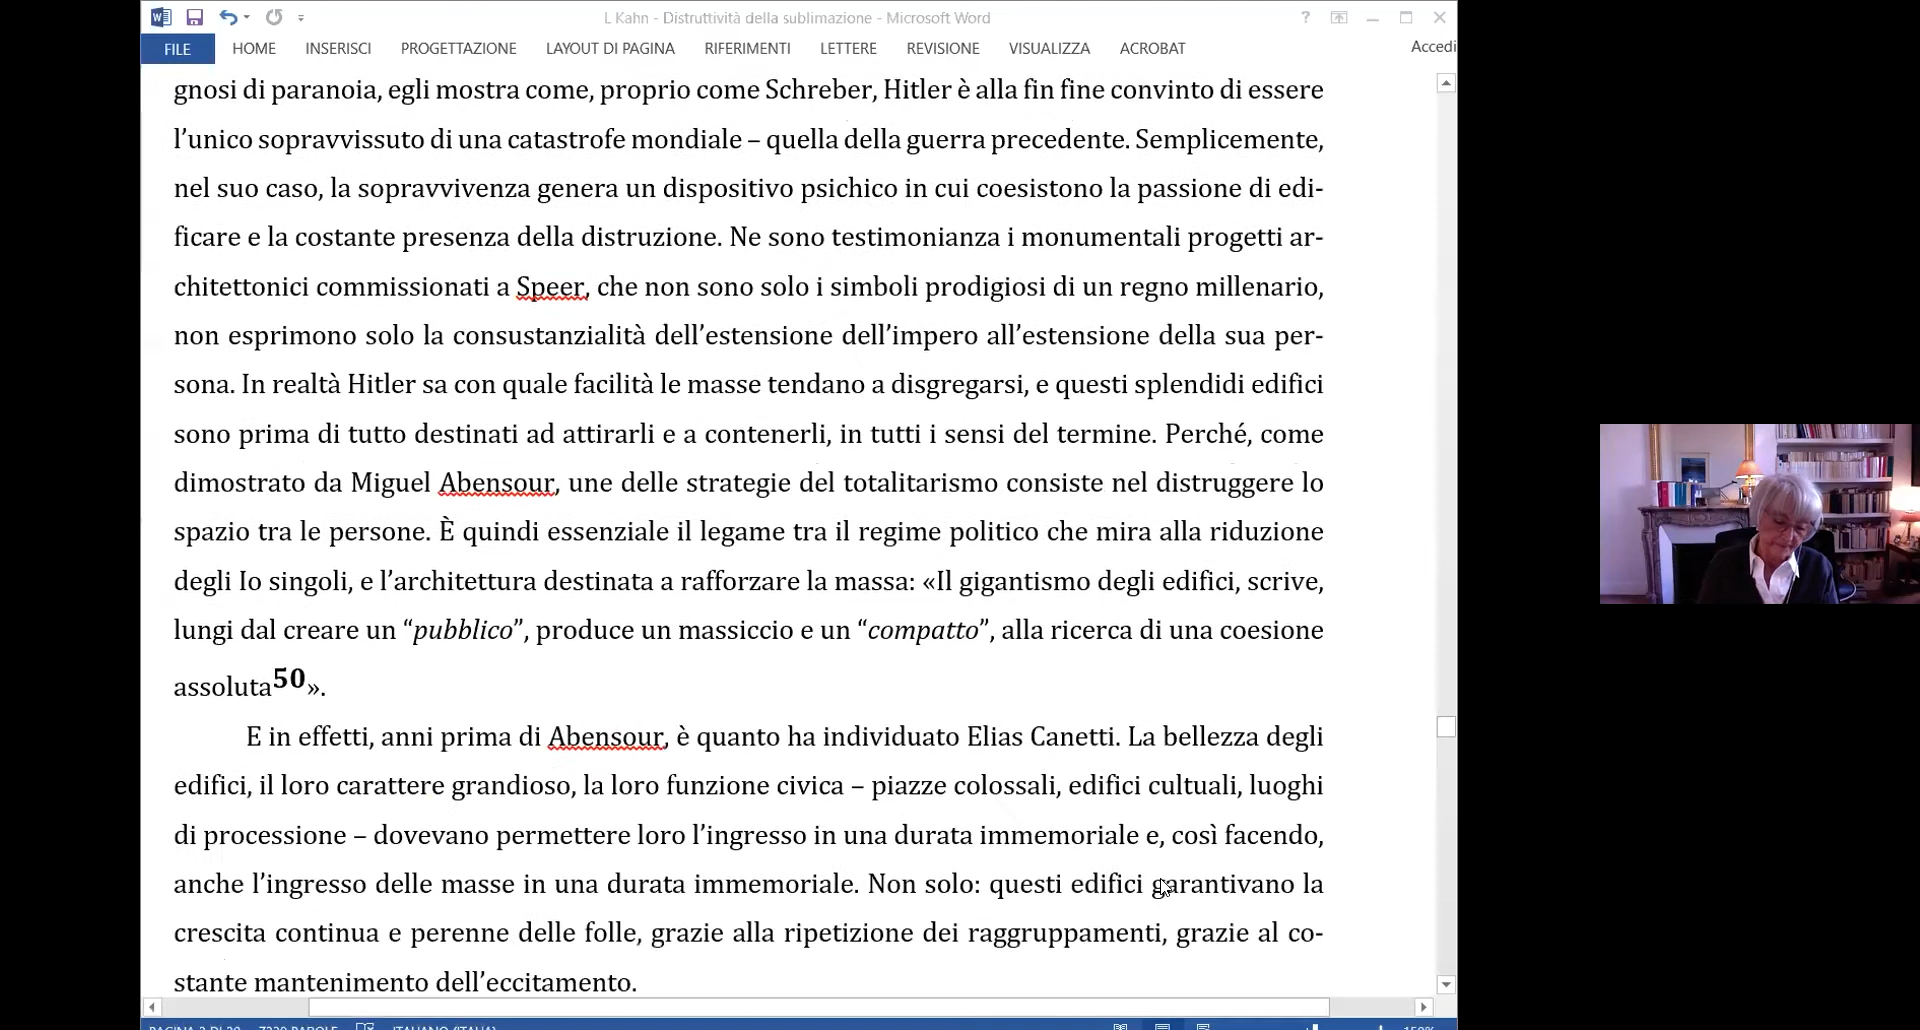 L Kahn - Distruttività della sublimazione - Microsoft Word
FILE HOME INSERISCI PROGETTAZIONE LAYOUT DI PAGINA RIFERIMENTI LETTERE REVISIONE VISUALIZZA ACROBAT Accedi
gnosi di paranoia, egli mostra come, proprio come Schreber, Hitler è alla fin fine convinto di essere
l’unico sopravvissuto di una catastrofe mondiale – quella della guerra precedente. Semplicemente,
nel suo caso, la sopravvivenza genera un dispositivo psichico in cui coesistono la passione di edi-
ficare e la costante presenza della distruzione. Ne sono testimonianza i monumentali progetti ar-
chitettonici commissionati a Speer, che non sono solo i simboli prodigiosi di un regno millenario,
non esprimono solo la consustanzialità dell’estensione dell’impero all’estensione della sua per-
sona. In realtà Hitler sa con quale facilità le masse tendano a disgregarsi, e questi splendidi edifici
sono prima di tutto destinati ad attirarli e a contenerli, in tutti i sensi del termine. Perché, come
dimostrato da Miguel Abensour, une delle strategie del totalitarismo consiste nel distruggere lo
spazio tra le persone. È quindi essenziale il legame tra il regime politico che mira alla riduzione
degli Io singoli, e l’architettura destinata a rafforzare la massa: «Il gigantismo degli edifici, scrive,
lungi dal creare un “pubblico”, produce un massiccio e un “compatto”, alla ricerca di una coesione
assoluta50».
E in effetti, anni prima di Abensour, è quanto ha individuato Elias Canetti. La bellezza degli
edifici, il loro carattere grandioso, la loro funzione civica – piazze colossali, edifici cultuali, luoghi
di processione – dovevano permettere loro l’ingresso in una durata immemoriale e, così facendo,
anche l’ingresso delle masse in una durata immemoriale. Non solo: questi edifici garantivano la
crescita continua e perenne delle folle, grazie alla ripetizione dei raggruppamenti, grazie al co-
stante mantenimento dell’eccitamento.
ITALIANO (ITALIA) 150%